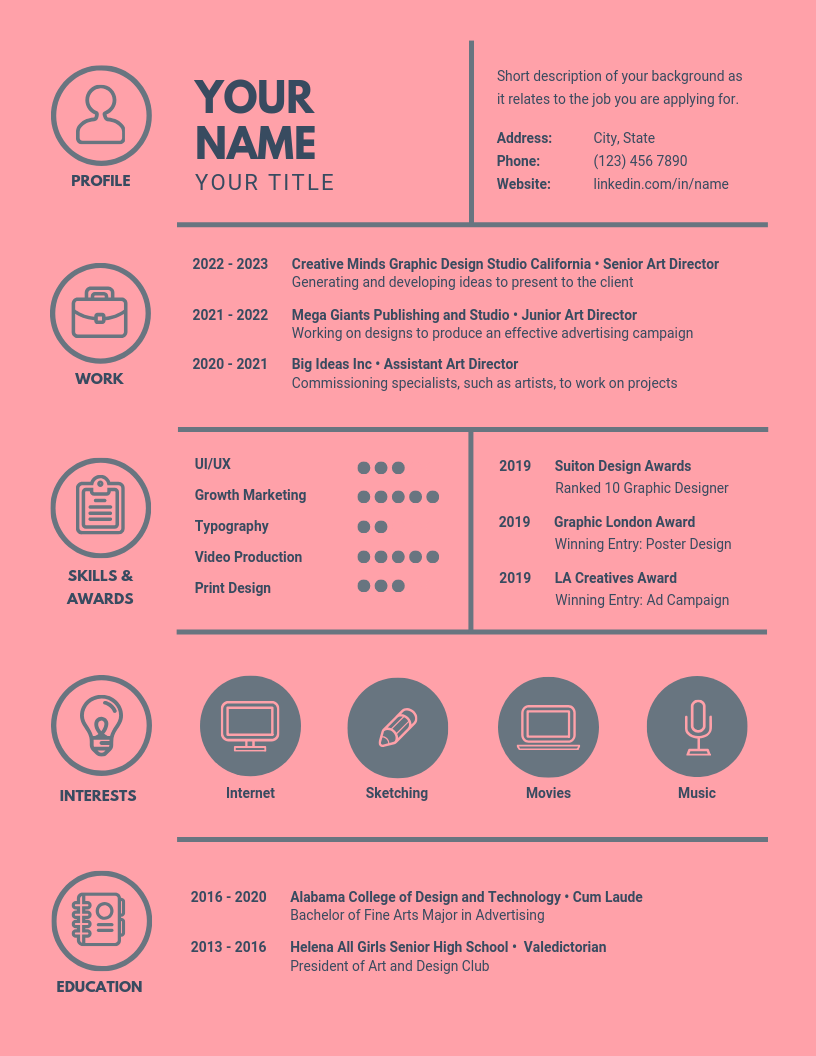 PROFILE
YOUR
NAME
YOUR TITLE
Short description of your background as
it relates to the job you are applying for.
Address: City, State
Phone: (123) 456 7890
Website: linkedin.com/in/name
WORK
2022 - 2023 Creative Minds Graphic Design Studio California • Senior Art Director
Generating and developing ideas to present to the client
2021 - 2022 Mega Giants Publishing and Studio • Junior Art Director
Working on designs to produce an effective advertising campaign
2020 - 2021 Big Ideas Inc • Assistant Art Director
Commissioning specialists, such as artists, to work on projects
SKILLS &
AWARDS
UI/UX
Growth Marketing
Typography
Video Production
Print Design
2019 Suiton Design Awards
Ranked 10 Graphic Designer
2019 Graphic London Award
Winning Entry: Poster Design
2019 LA Creatives Award
Winning Entry: Ad Campaign
INTERESTS
Internet Sketching Movies Music
EDUCATION
2016 - 2020 Alabama College of Design and Technology • Cum Laude
Bachelor of Fine Arts Major in Advertising
2013 - 2016 Helena All Girls Senior High School • Valedictorian
President of Art and Design Club